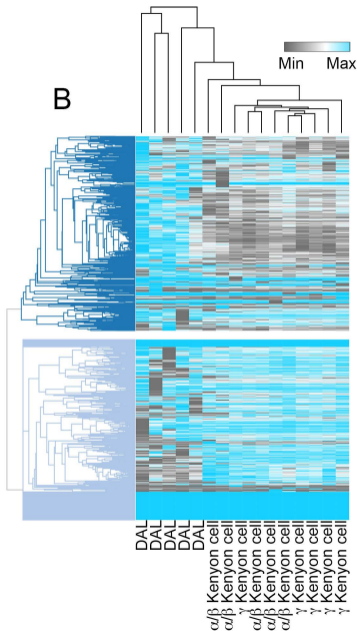 B
Min
Max
DAL
DAL
DAL
DAL
DAL
α/β Kenyon cell
α/β Kenyon cell
γ Kenyon cell
α/β Kenyon cell
α/β Kenyon cell
α/β Kenyon cell
γ Kenyon cell
γ Kenyon cell
γ Kenyon cell
γ Kenyon cell